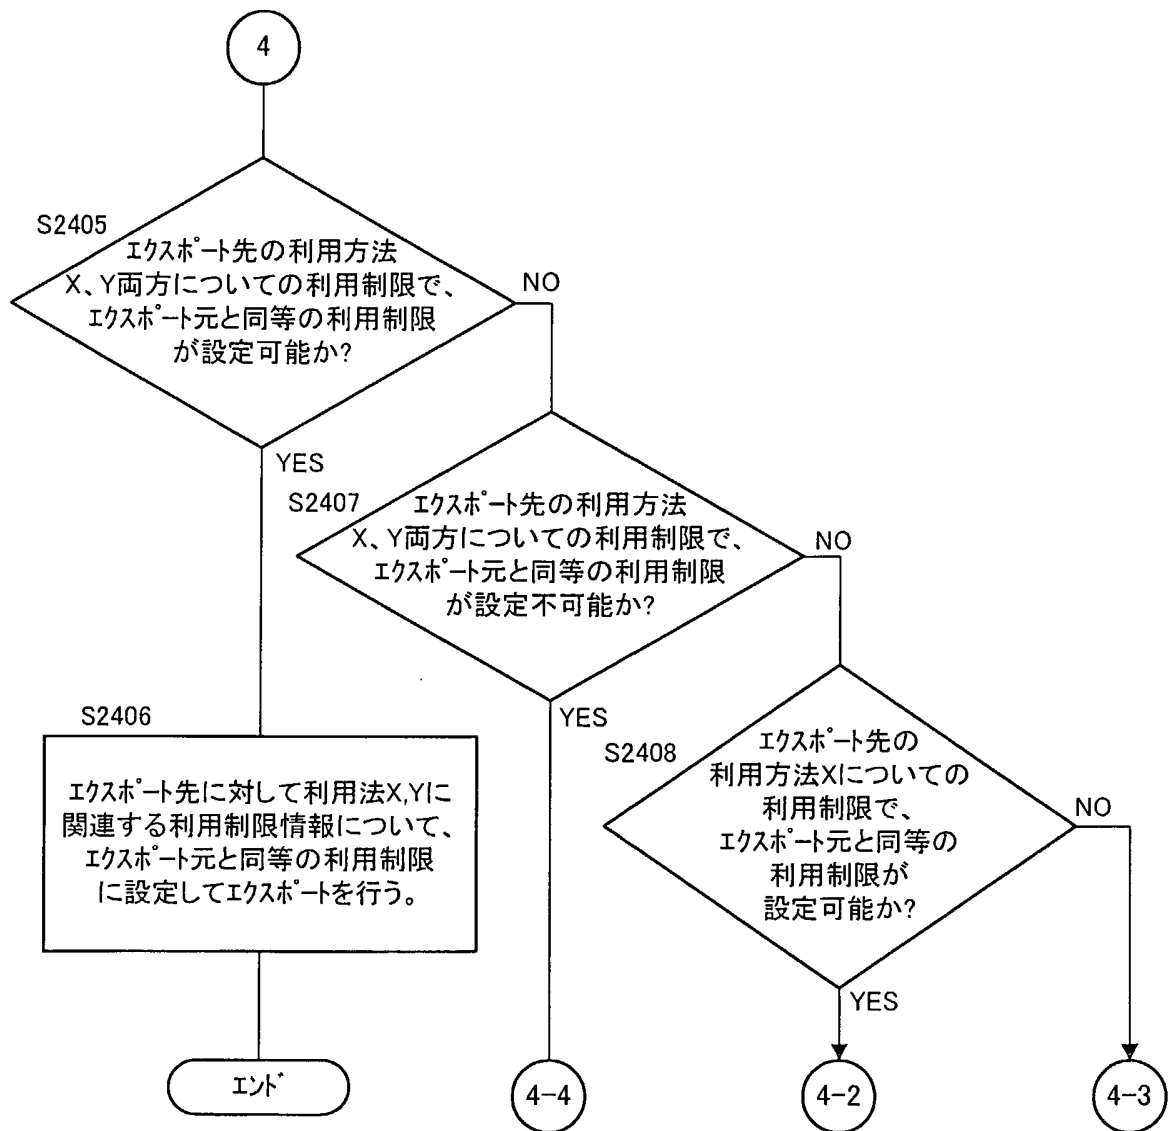 4
S2405
エクスポート先の利用方法
X、Y両方についての利用制限で、
エクスポート元と同等の利用制限
が設定可能か?
NO
YES
S2407
エクスポート先の利用方法
X、Y両方についての利用制限で、
エクスポート元と同等の利用制限
が設定不可能か?
NO
YES
S2406
エクスポート先に対して利用法X,Yに
関連する利用制限情報について、
エクスポート元と同等の利用制限
に設定してエクスポートを行う。
S2408
エクスポート先の
利用方法Xについての
利用制限で、
エクスポート元と同等の
利用制限が
設定可能か?
NO
YES
エンド
4-4
4-2
4-3